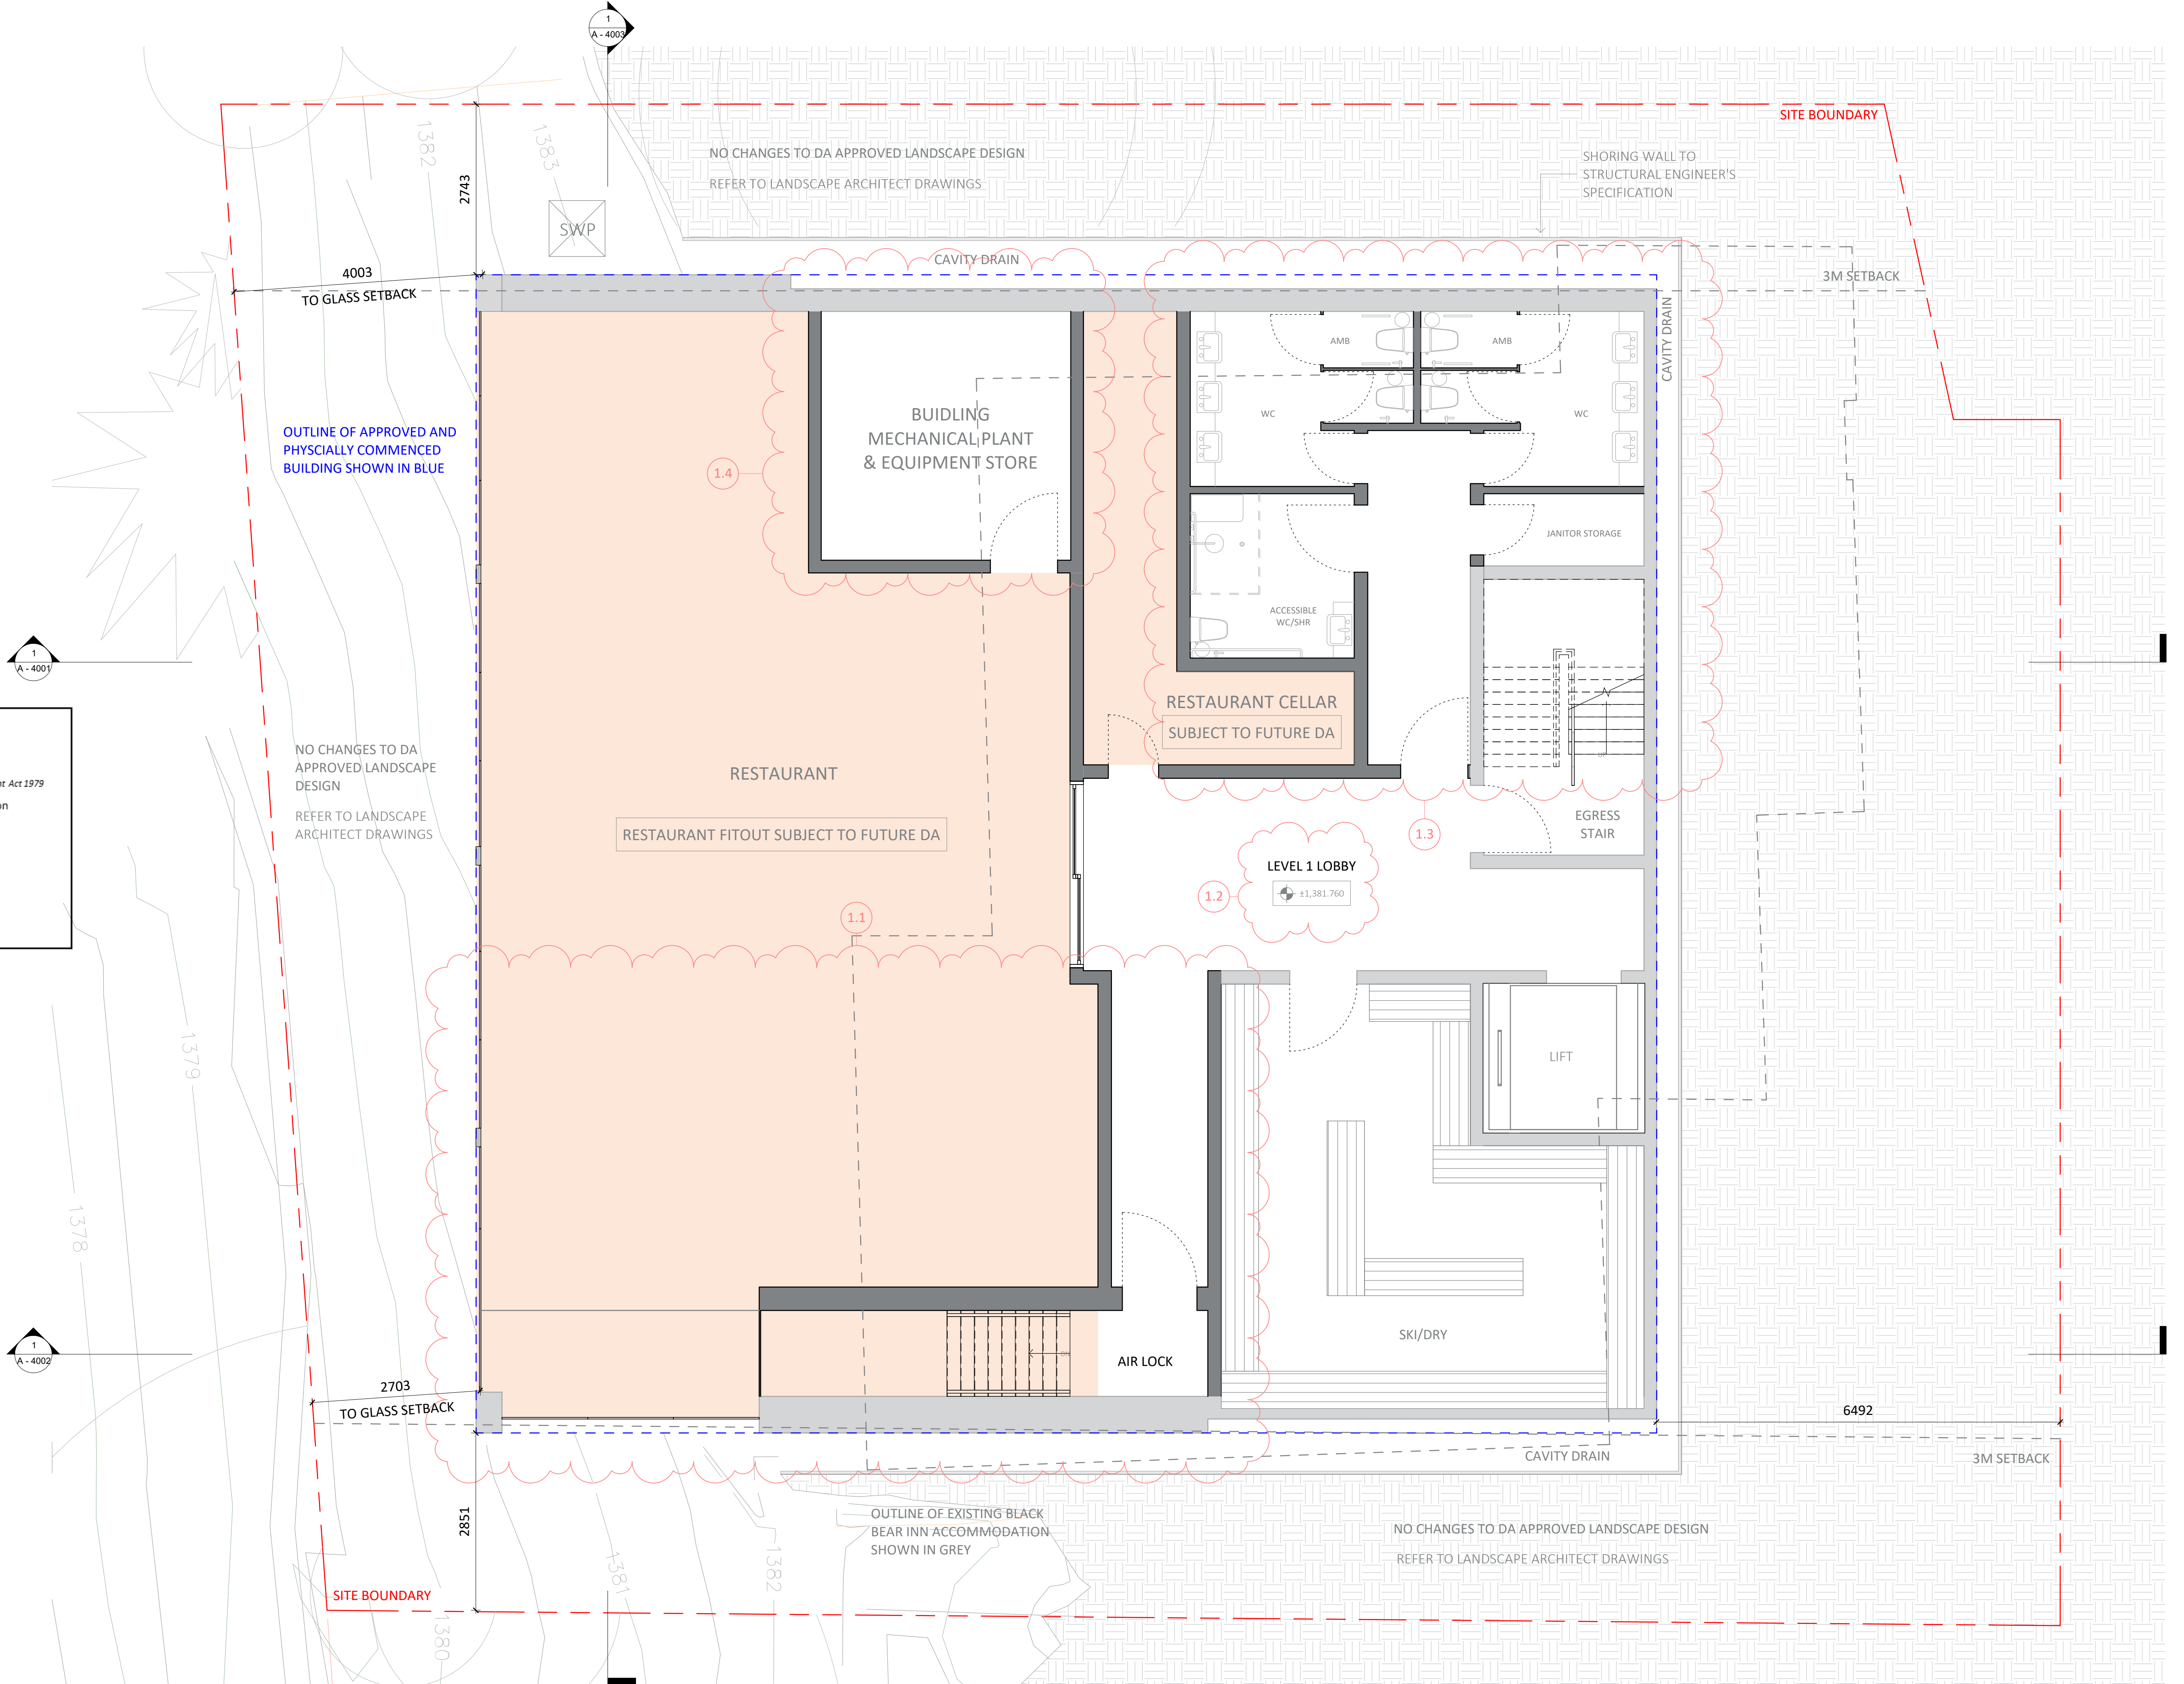 1
A - 4003
SITE BOUNDARY
NO CHANGES TO DA APPROVED LANDSCAPE DESIGN
REFER TO LANDSCAPE ARCHITECT DRAWINGS
SHORING WALL TO
STRUCTURAL ENGINEER'S
SPECIFICATION
1382
1383
2743
SWP
CAVITY DRAIN
4003
TO GLASS SETBACK
3M SETBACK
CAVITY DRAIN
AMB
AMB
WC
WC
BUIDLING
MECHANICAL PLANT
& EQUIPMENT STORE
OUTLINE OF APPROVED AND
PHYSCIALLY COMMENCED
BUILDING SHOWN IN BLUE
1.4
JANITOR STORAGE
ACCESSIBLE
WC/SHR
1
A - 4001
RESTAURANT CELLAR
SUBJECT TO FUTURE DA
UP
NO CHANGES TO DA
APPROVED LANDSCAPE
DESIGN
REFER TO LANDSCAPE
ARCHITECT DRAWINGS
Act 1979
RESTAURANT
RESTAURANT FITOUT SUBJECT TO FUTURE DA
EGRESS
STAIR
1.3
LEVEL 1 LOBBY
±1,381.760
1.2
1.1
1379
LIFT
1378
SKI/DRY
1
A - 4002
DN
AIR LOCK
2703
TO GLASS SETBACK
6492
CAVITY DRAIN
3M SETBACK
2851
OUTLINE OF EXISTING BLACK
BEAR INN ACCOMMODATION
SHOWN IN GREY
NO CHANGES TO DA APPROVED LANDSCAPE DESIGN
REFER TO LANDSCAPE ARCHITECT DRAWINGS
1381
1382
SITE BOUNDARY
1380